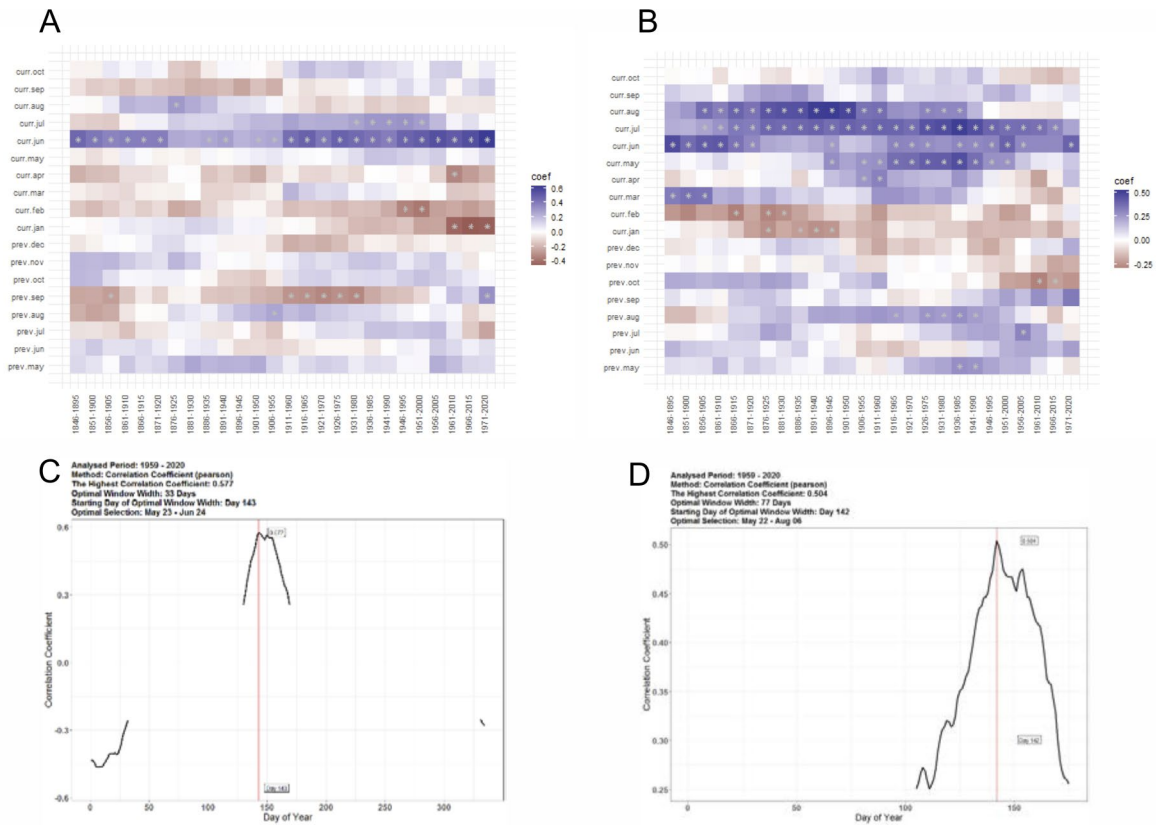 A
curr.oct
curr.sep
curr.aug
curr.jul
curr.jun
curr.may
curr.apr
curr.mar
curr.feb
curr.jan
prev.dec
prev.nov
prev.oct
prev.sep
prev.aug
prev.jul
prev.jun
prev.may
1846-1895
1851-1900
1856-1905
1861-1910
1866-1915
1871-1920
1876-1925
1881-1930
1886-1935
1891-1940
1896-1945
1901-1950
1906-1955
1911-1960
1916-1965
1921-1970
1926-1975
1931-1980
1936-1985
1941-1990
1946-1995
1951-2000
1956-2005
1961-2010
1966-2015
1971-2020
coef
0.6
0.4
0.2
0.0
-0.2
-0.4
B
curr.oct
curr.sep
curr.aug
curr.jul
curr.jun
curr.may
curr.apr
curr.mar
curr.feb
curr.jan
prev.dec
prev.nov
prev.oct
prev.sep
prev.aug
prev.jul
prev.jun
prev.may
1846-1895
1851-1900
1856-1905
1861-1910
1866-1915
1876-1925
1881-1930
1886-1935
1891-1940
1896-1945
1901-1950
1906-1955
1911-1960
1916-1965
1921-1970
1926-1975
1931-1980
1936-1985
1941-1990
1946-1995
1951-2000
1956-2005
1961-2010
1966-2015
1971-2020
coef
0.50
0.25
0.00
-0.25
C
Analysed Period: 1959 - 2020
Method: Correlation Coefficient (pearson)
The Highest Correlation Coefficient: 0.577
Optimal Window Width: 33 Days
Starting Day of Optimal Window Width: Day 143
Optimal Selection: May 23 - Jun 24
0.6
0.3
0.0
-0.3
-0.6
Correlation Coefficient
0.577
Day 143
0
50
100
150
200
250
300
Day of Year
D
Analysed Period: 1959 - 2020
Method: Correlation Coefficient (pearson)
The Highest Correlation Coefficient: 0.504
Optimal Window Width: 77 Days
Starting Day of Optimal Window Width: Day 142
Optimal Selection: May 22 - Aug 06
0.50
0.45
0.40
0.35
0.30
0.25
Correlation Coefficient
0.504
Day 142
0
50
100
150
Day of Year